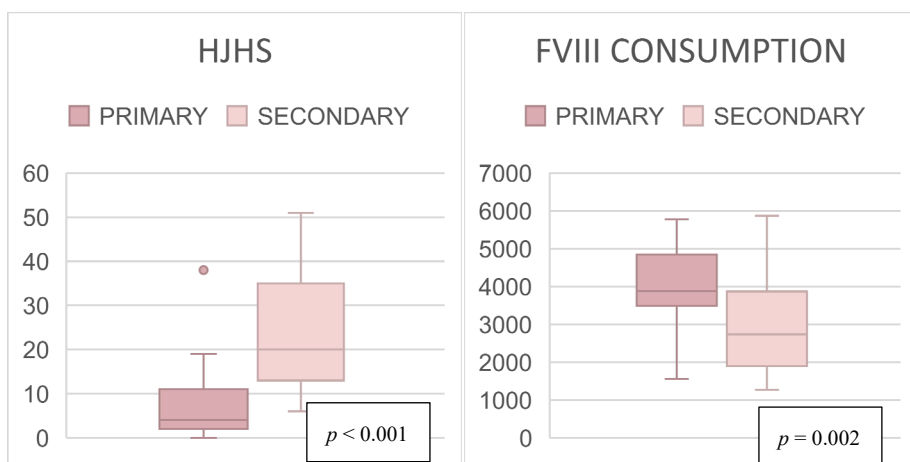 HJHS
PRIMARY SECONDARY
60
50
40
30
20
10
0
p < 0.001
FVIII CONSUMPTION
PRIMARY SECONDARY
7000
6000
5000
4000
3000
2000
1000
0
p = 0.002